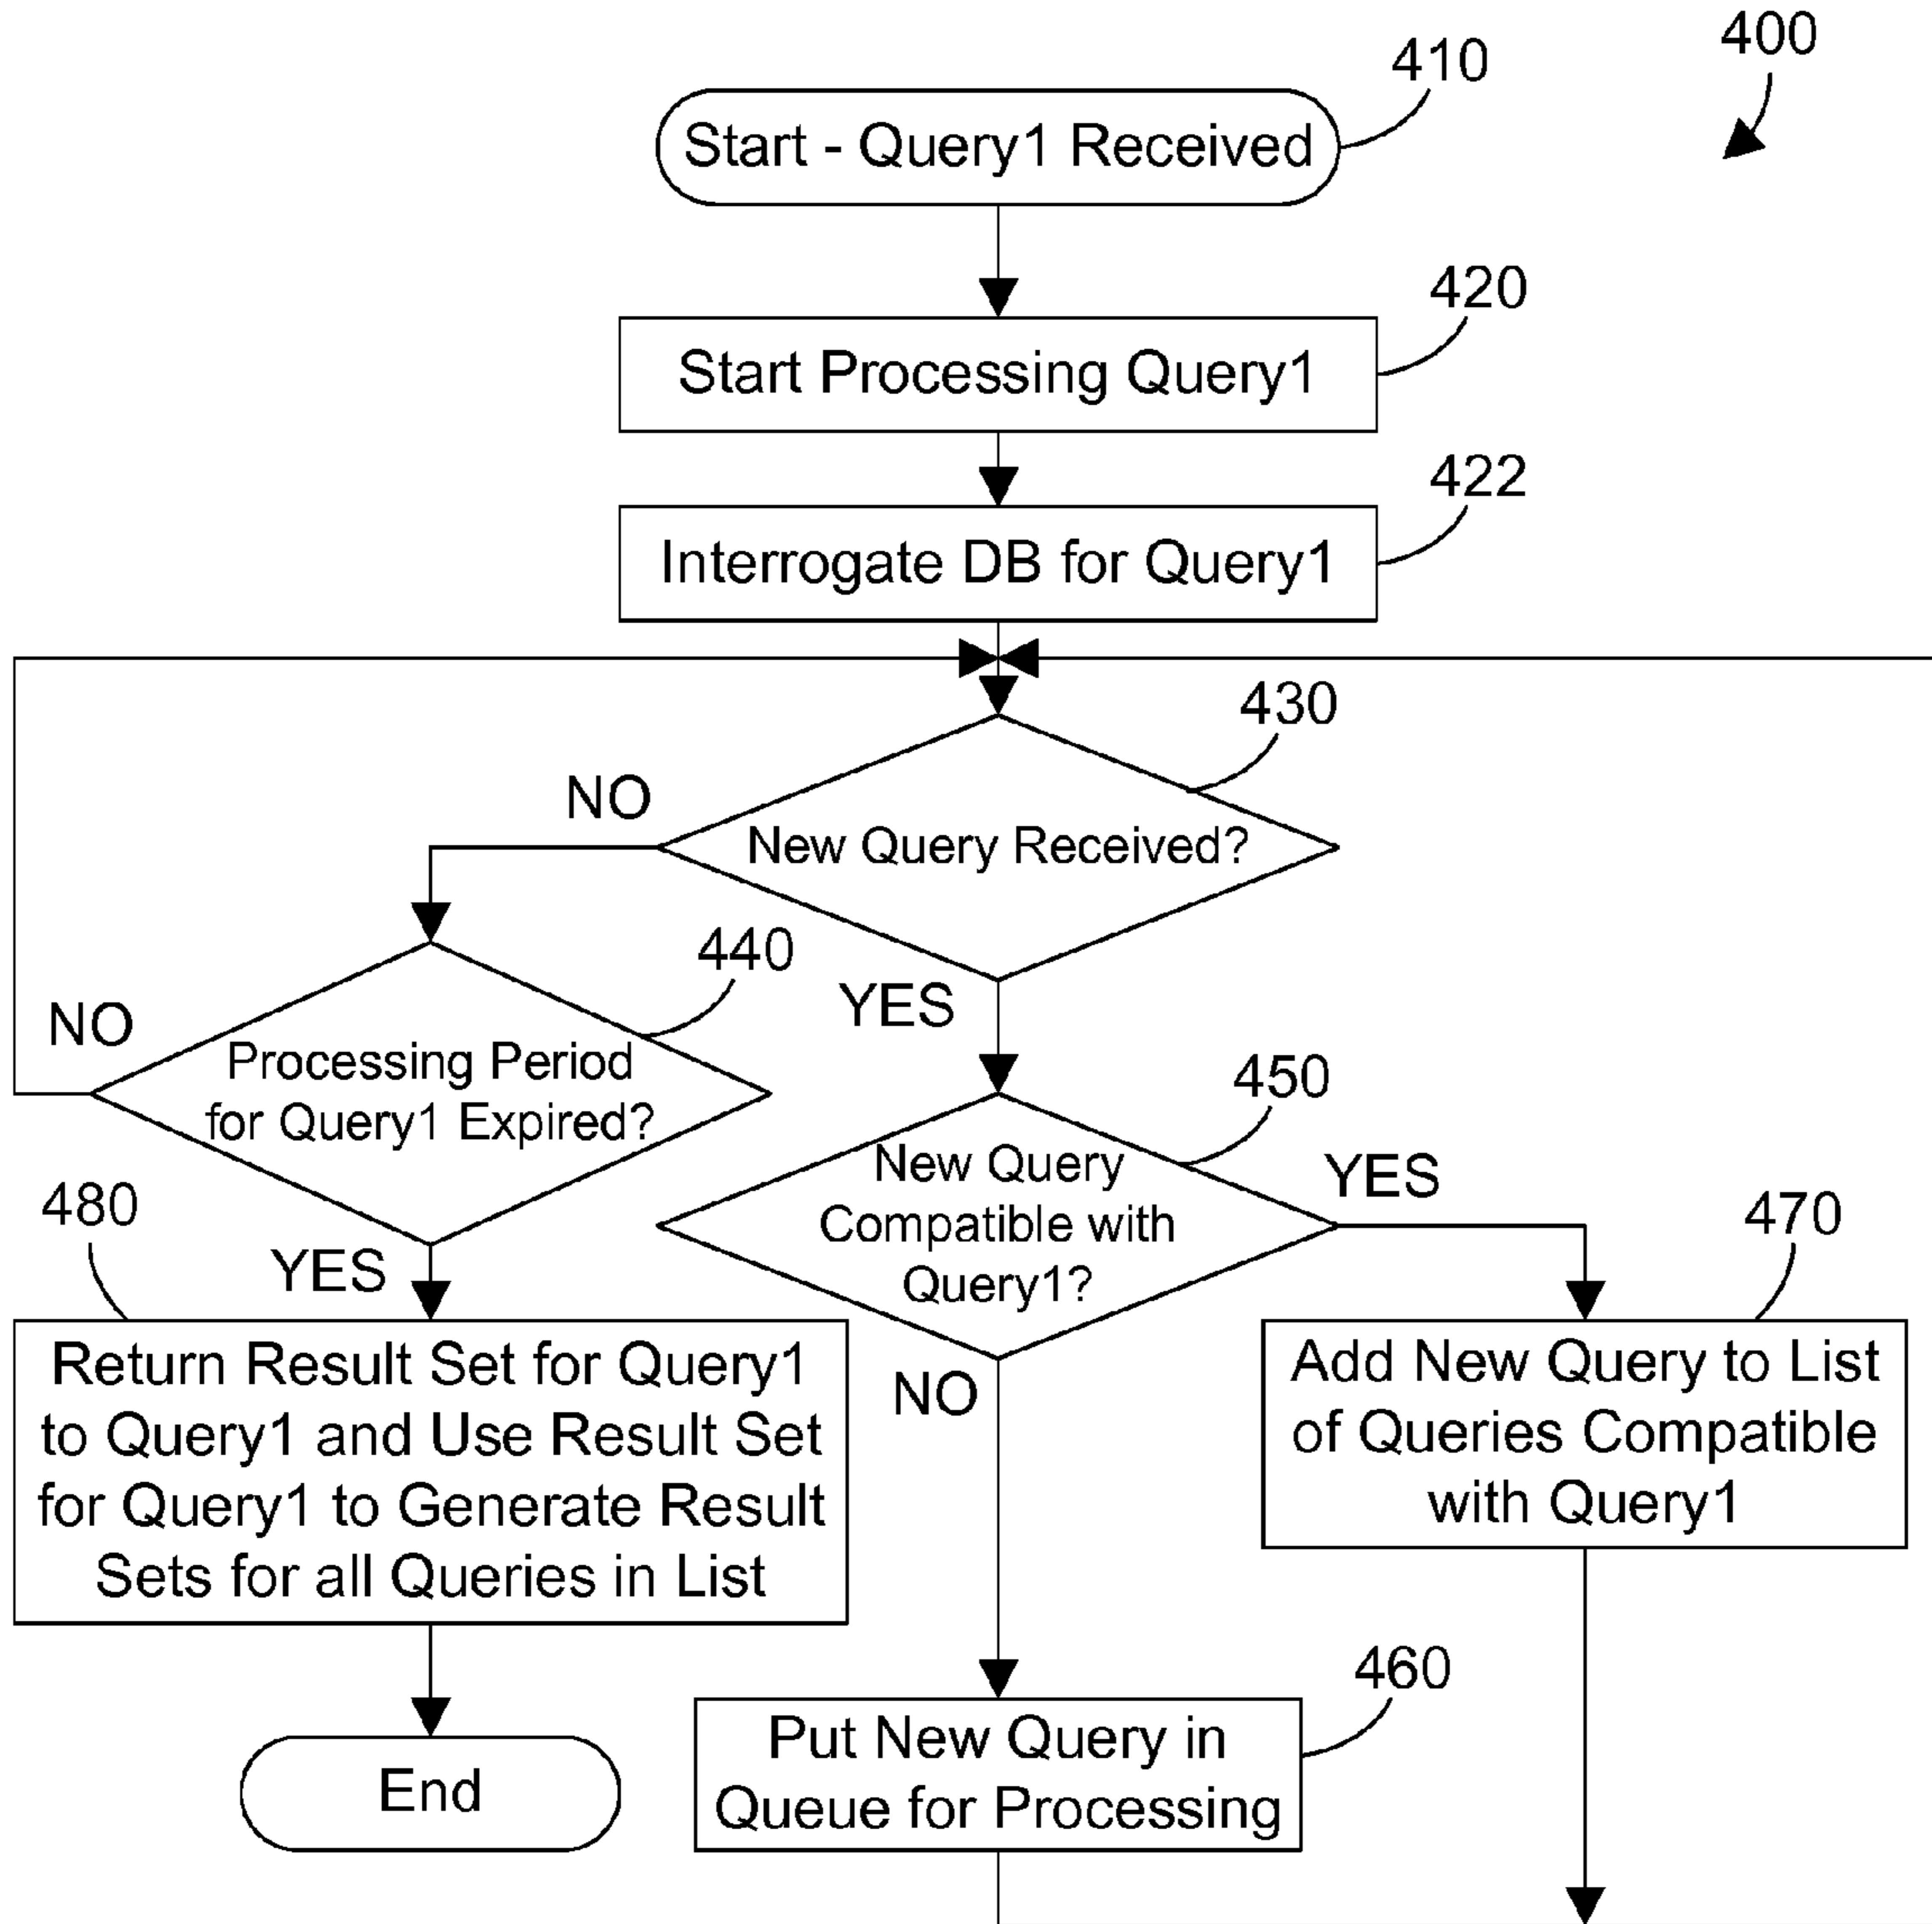 400
410
Start - Query1 Received
420
Start Processing Query1
422
Interrogate DB for Query1
430
NO
New Query Received?
440
YES
NO
Processing Period
for Query1 Expired?
450
New Query
Compatible with
Query1?
YES
470
480
YES
NO
Return Result Set for Query1
to Query1 and Use Result Set
for Query1 to Generate Result
Sets for all Queries in List
Add New Query to List
of Queries Compatible
with Query1
460
Put New Query in
Queue for Processing
End